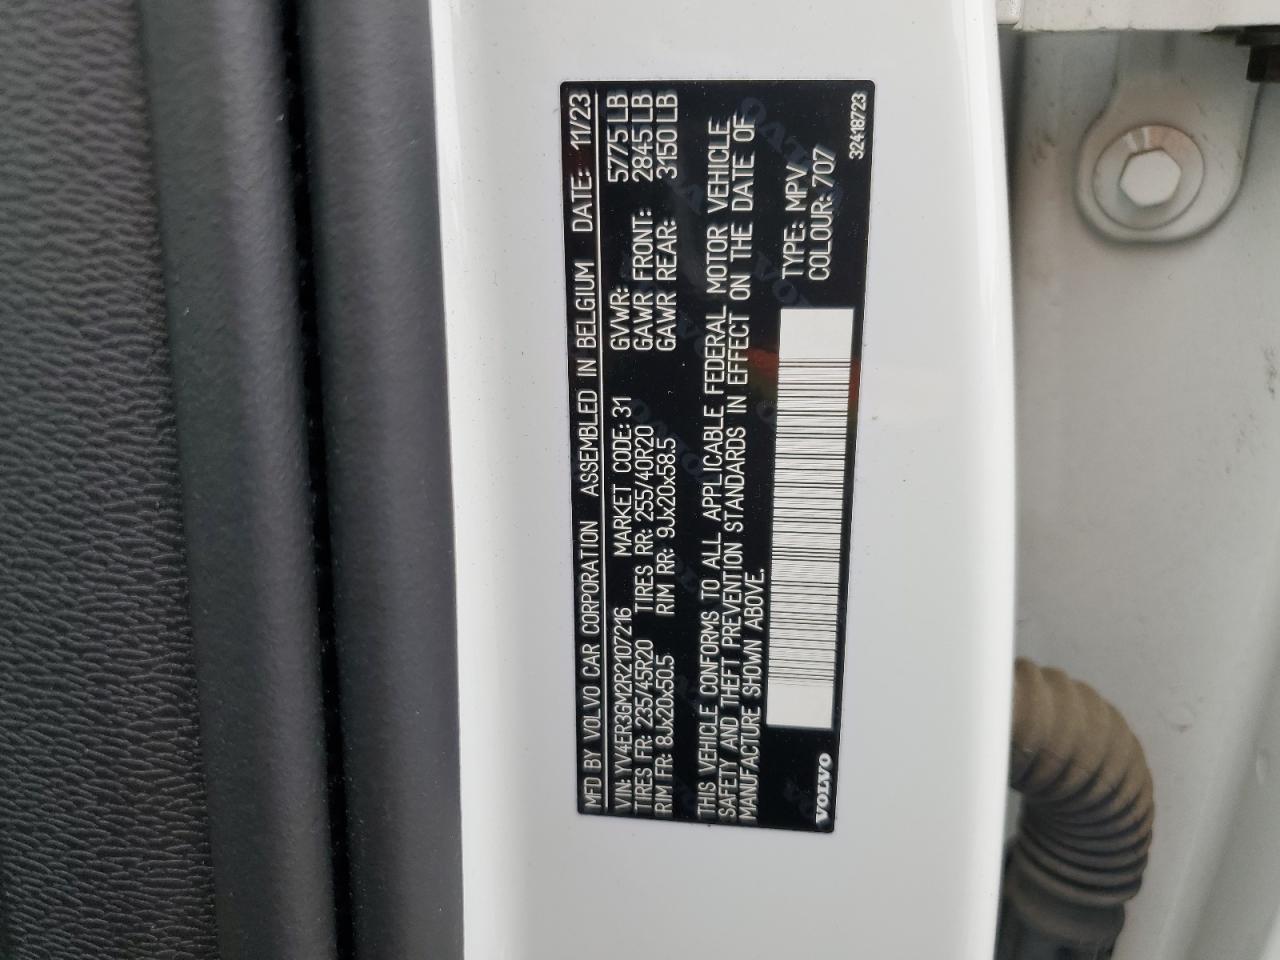 MFD BY VOLVO CAR CORPORATION ASSEMBLED IN BELGIUM DATE: 11/23
VIN: YV4ER3GM2R2107216 MARKET CODE: 31 GVWR: 5775 LB
TIRES FR: 235/45R20 TIRES RR: 255/40R20 GAWR FRONT: 2845 LB
RIM FR: 8Jx20x50.5 RIM RR: 9Jx20x58.5 GAWR REAR: 3150 LB
THIS VEHICLE CONFORMS TO ALL APPLICABLE FEDERAL MOTOR VEHICLE
SAFETY AND THEFT PREVENTION STANDARDS IN EFFECT ON THE DATE OF
MANUFACTURE SHOWN ABOVE.
TYPE: MPV
COLOUR: 707
VOLVO 32418723